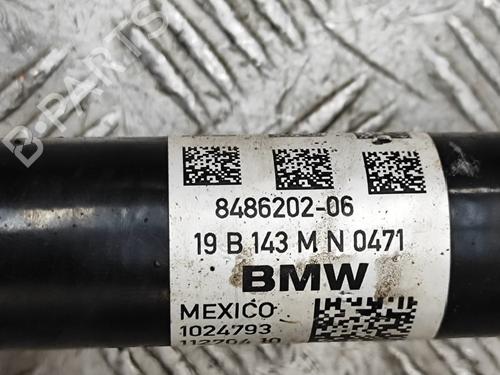 B-PARTS
8486202-06
19 B 143 M N 0471
BMW
MEXICO
1024793